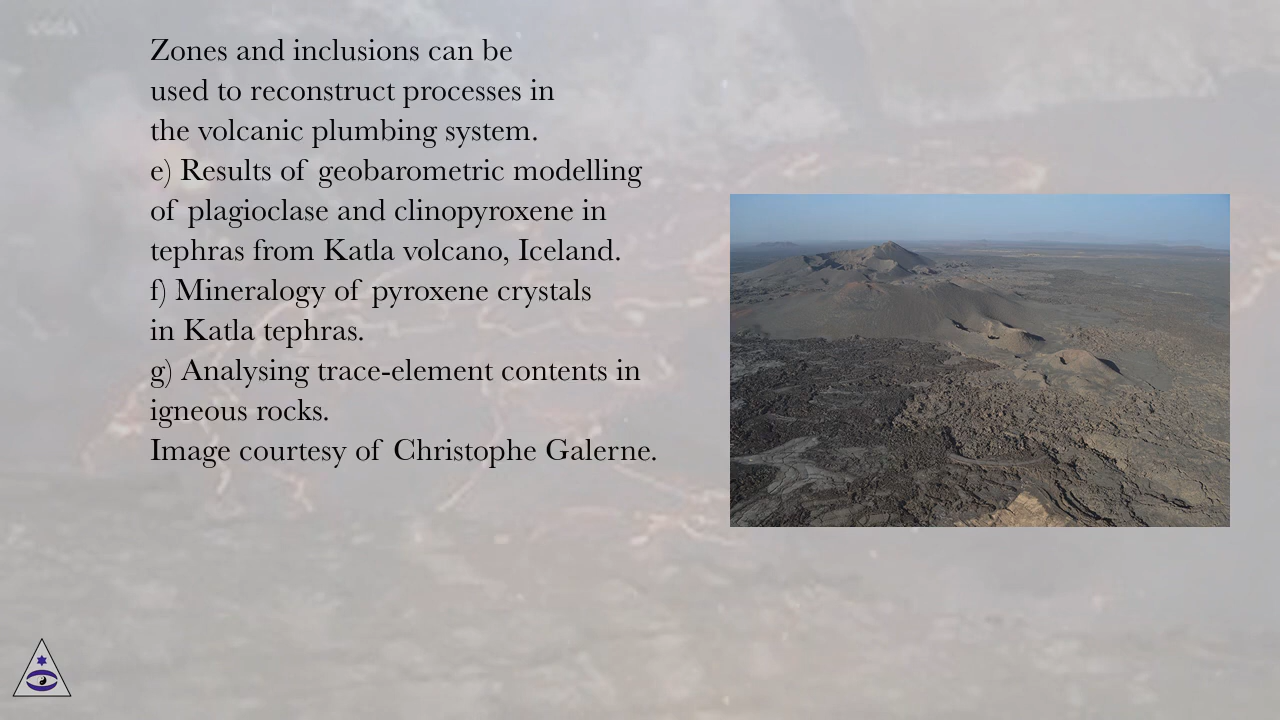 Zones and inclusions can be
used to reconstruct processes in
the volcanic plumbing system.
e) Results of geobarometric modelling
of plagioclase and clinopyroxene in
tephras from Katla volcano, Iceland.
f) Mineralogy of pyroxene crystals
in Katla tephras.
g) Analysing trace-element contents in
igneous rocks.
Image courtesy of Christophe Galerne.